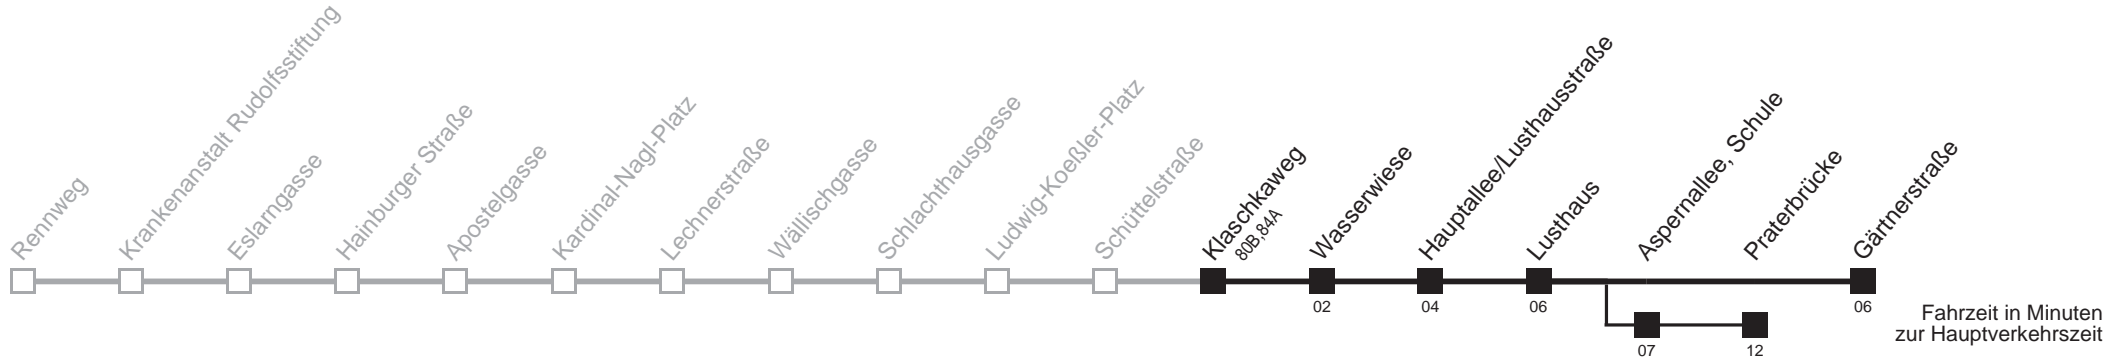 Rennweg
Krankenanstalt Rudolfsstiftung
Eslarngasse
Hainburger Straße
Apostelgasse
Kardinal-Nagl-Platz
Lechnerstraße
Wällischgasse
Schlachthausgasse
Ludwig-Koeßler-Platz
Schüttelstraße
Klaschkaweg
80B,84A
Wasserwiese
Hauptallee/Lusthausstraße
Lusthaus
Aspernallee, Schule
Praterbrücke
Gärtnerstraße
02
04
06
06
07
12
Fahrzeit in Minuten
zur Hauptverkehrszeit